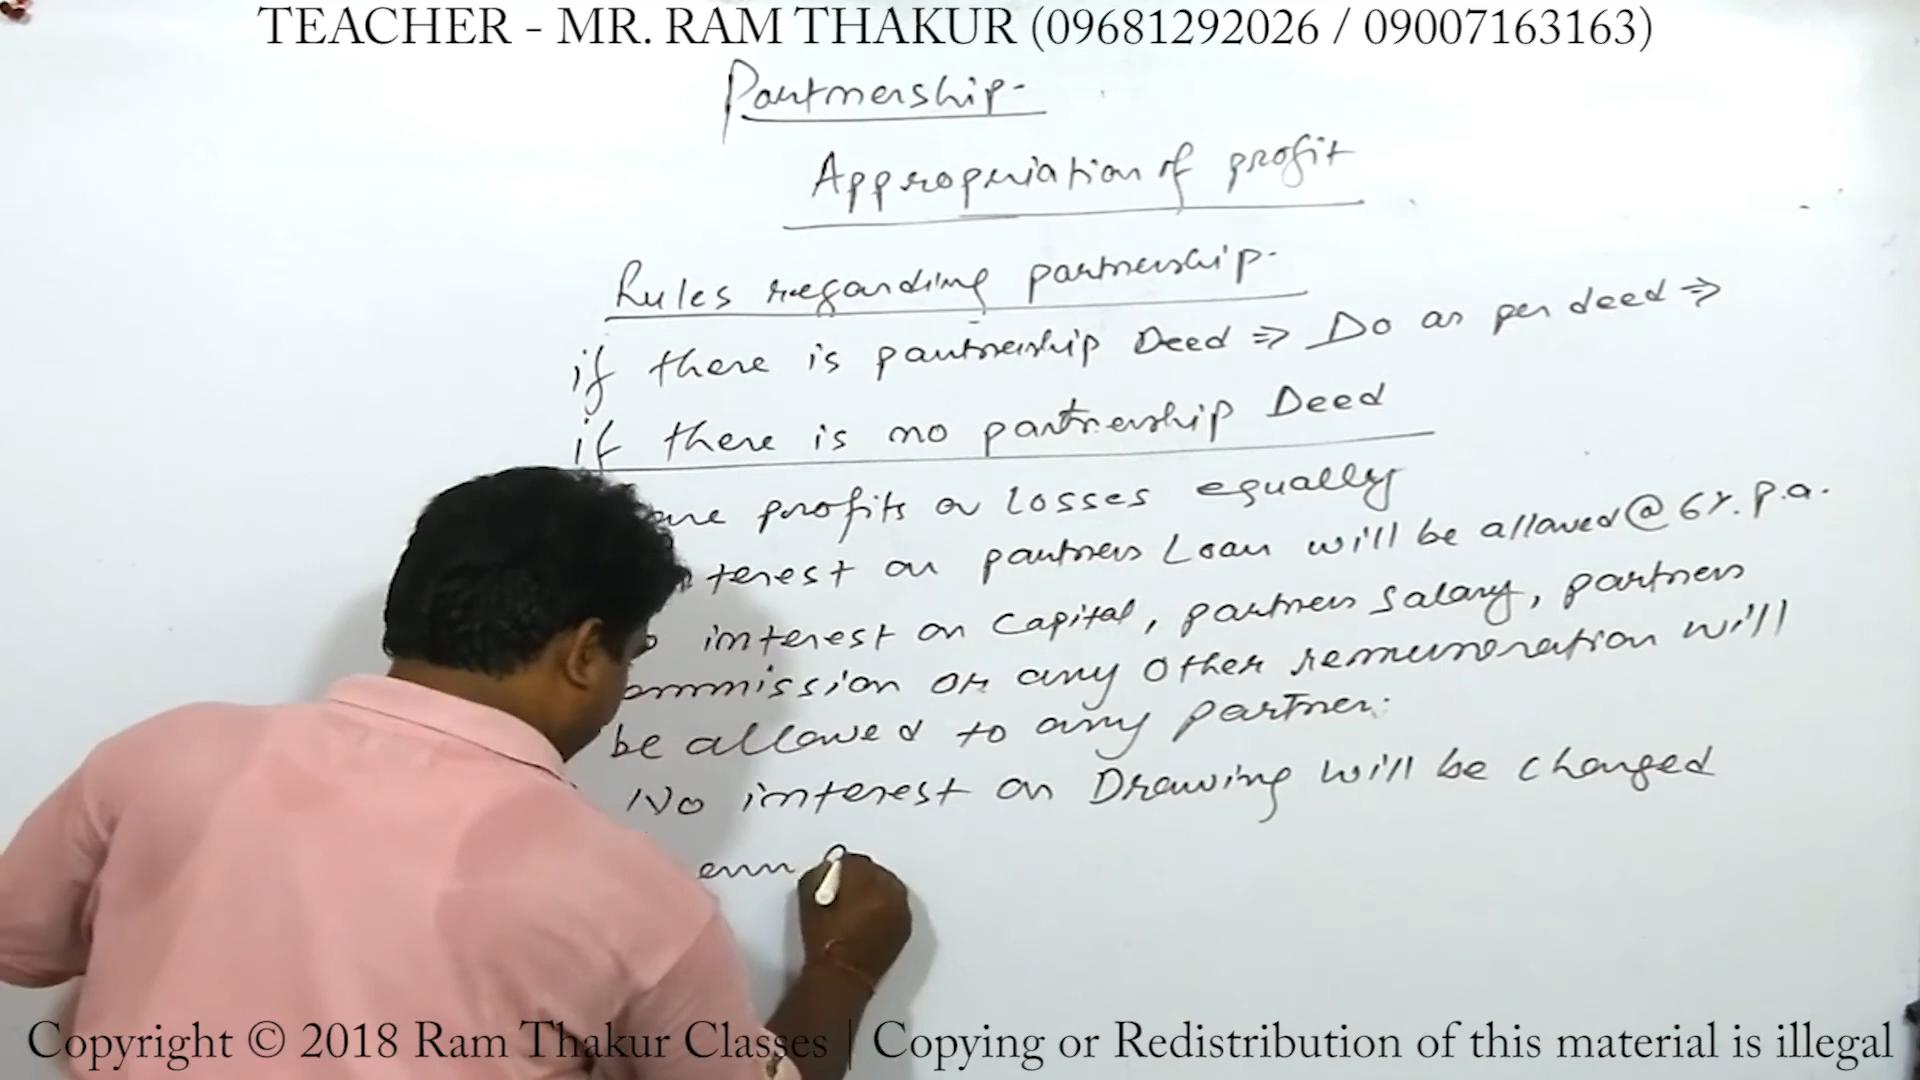 TEACHER - MR. RAM THAKUR (09681292026 / 09007163163)
Partnership-
Appropriation of profit
Rules regarding partnership-
if there is partnership Deed ⇒ Do as per deed ⇒
if there is no partnership Deed
profits or Losses equally
terest on partners Loan will be allowed @ 6%. p.a.
interest on capital, partners salary, partners
ommission or any other remuneration will
be allowed to any partner.
No interest on Drawing will be charged
Copyright © 2018 Ram Thakur Classes | Copying or Redistribution of this material is illegal